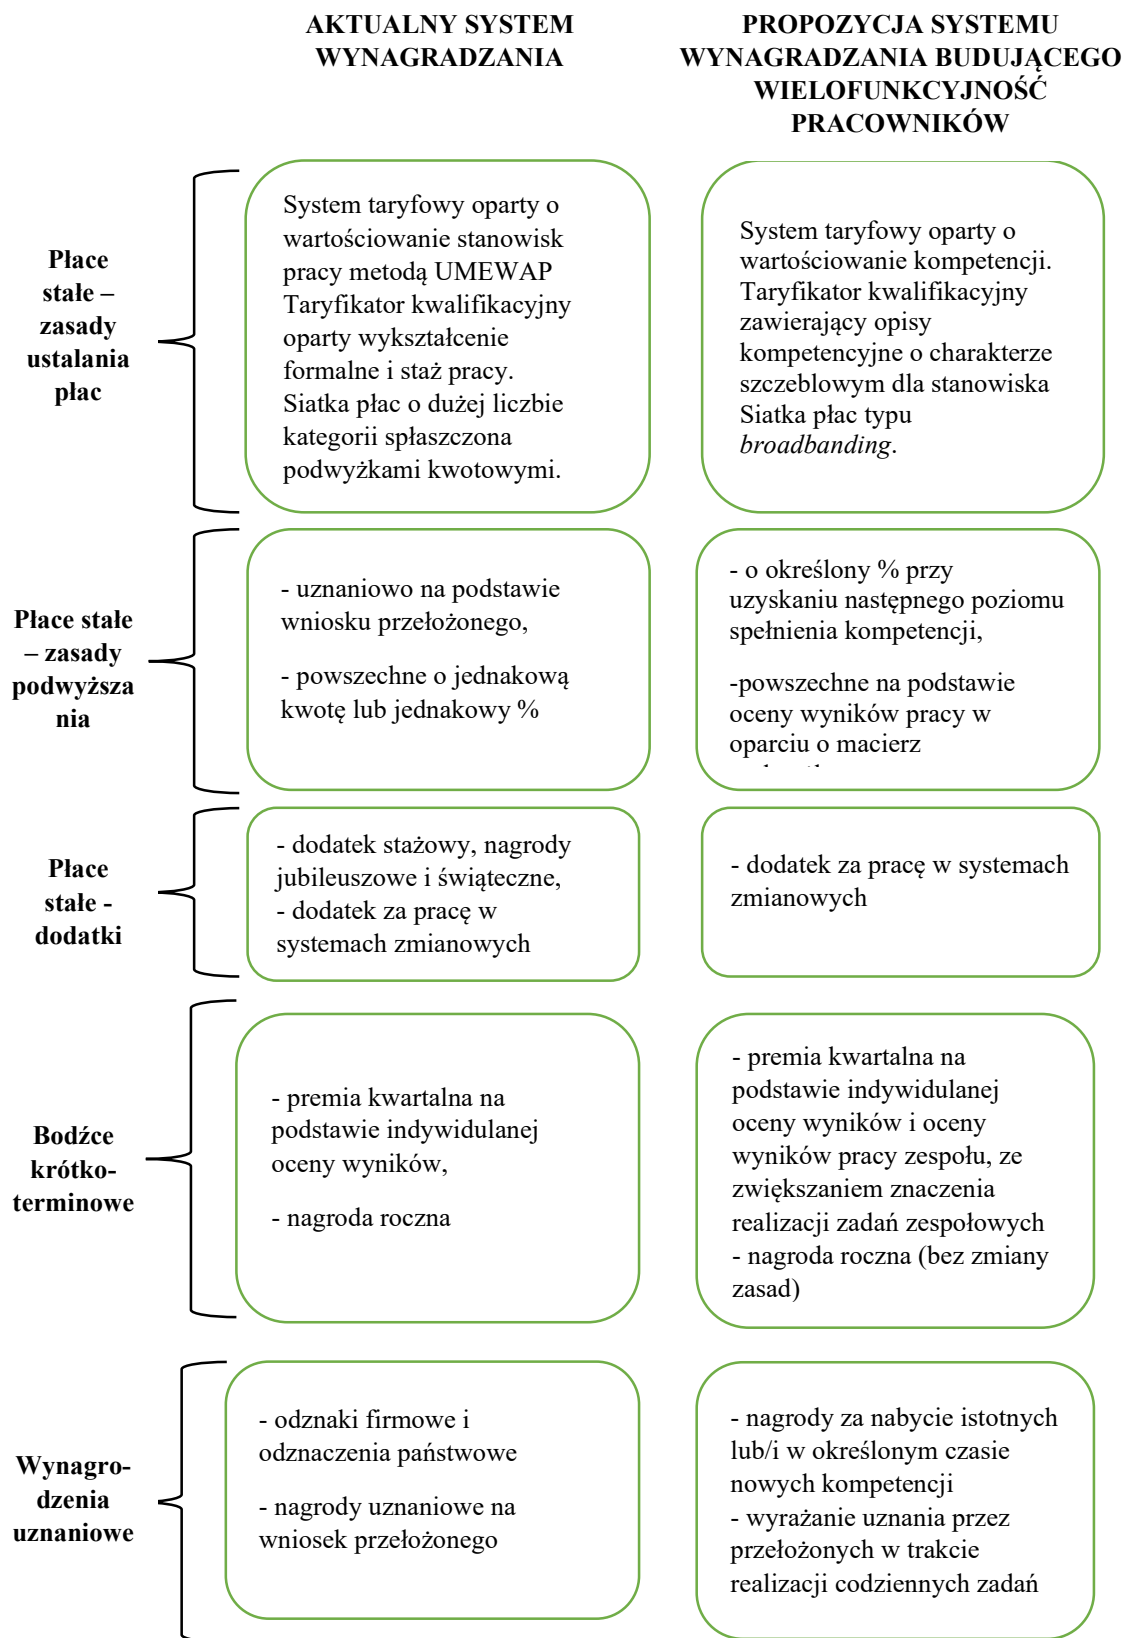 AKTUALNY SYSTEM
WYNAGRADZANIA
PROPOZYCJA SYSTEMU
WYNAGRADZANIA BUDUJĄCEGO
WIELOFUNKCYJNOŚĆ
PRACOWNIKÓW
Płace
stałe –
zasady
ustalania
płac
System taryfowy oparty o
wartościowanie stanowisk
pracy metodą UMEWAP
Taryfikator kwalifikacyjny
oparty wykształcenie
formalne i staż pracy.
Siatka płac o dużej liczbie
kategorii spłaszczona
podwyżkami kwotowymi.
System taryfowy oparty o
wartościowanie kompetencji.
Taryfikator kwalifikacyjny
zawierający opisy
kompetencyjne o charakterze
szczeblowym dla stanowiska
Siatka płac typu
broadbanding.
Płace stałe
– zasady
podwyższa
nia
- uznaniowo na podstawie
wniosku przełożonego,
- powszechne o jednakową
kwotę lub jednakowy %
- o określony % przy
uzyskaniu następnego poziomu
spełnienia kompetencji,
-powszechne na podstawie
oceny wyników pracy w
oparciu o macierz
Płace
stałe -
dodatki
- dodatek stażowy, nagrody
jubileuszowe i świąteczne,
- dodatek za pracę w
systemach zmianowych
- dodatek za pracę w systemach
zmianowych
Bodźce
krótko-
terminowe
- premia kwartalna na
podstawie indywidulanej
oceny wyników,
- nagroda roczna
- premia kwartalna na
podstawie indywidulanej
oceny wyników i oceny
wyników pracy zespołu, ze
zwiększaniem znaczenia
realizacji zadań zespołowych
- nagroda roczna (bez zmiany
zasad)
Wynagro-
dzenia
uznaniowe
- odznaki firmowe i
odznaczenia państwowe
- nagrody uznaniowe na
wniosek przełożonego
- nagrody za nabycie istotnych
lub/i w określonym czasie
nowych kompetencji
- wyrażanie uznania przez
przełożonych w trakcie
realizacji codziennych zadań